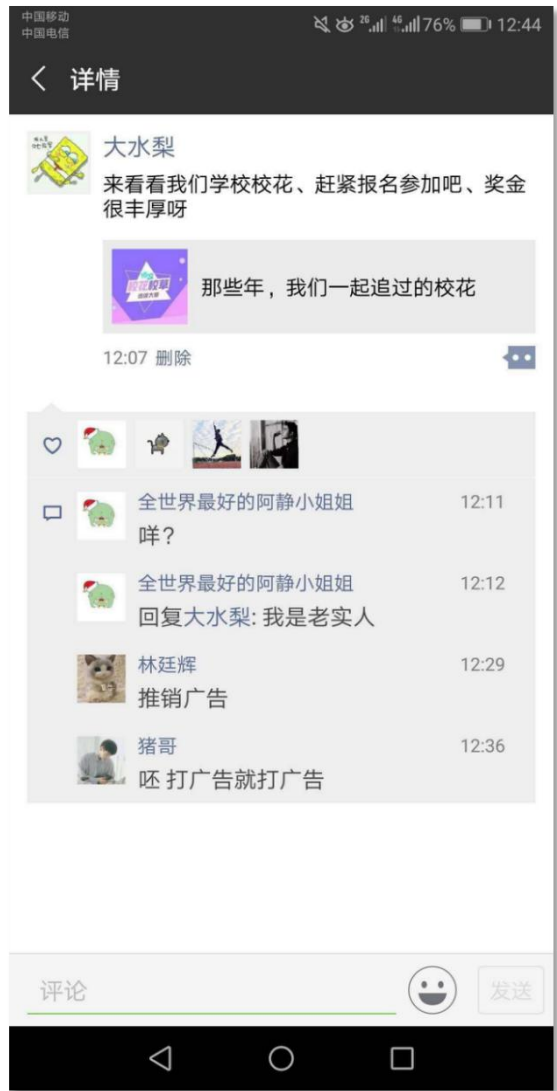 中国移动
中国电信
26 46 76% 12:44
详情
大水梨
来看看我们学校校花、赶紧报名参加吧、奖金
很丰厚呀
校花校草
那些年，我们一起追过的校花
12:07 删除
全世界最好的阿静小姐姐 12:11
咩?
全世界最好的阿静小姐姐 12:12
回复大水梨: 我是老实人
林廷辉 12:29
推销广告
猪哥 12:36
呸 打广告就打广告
评论
发送